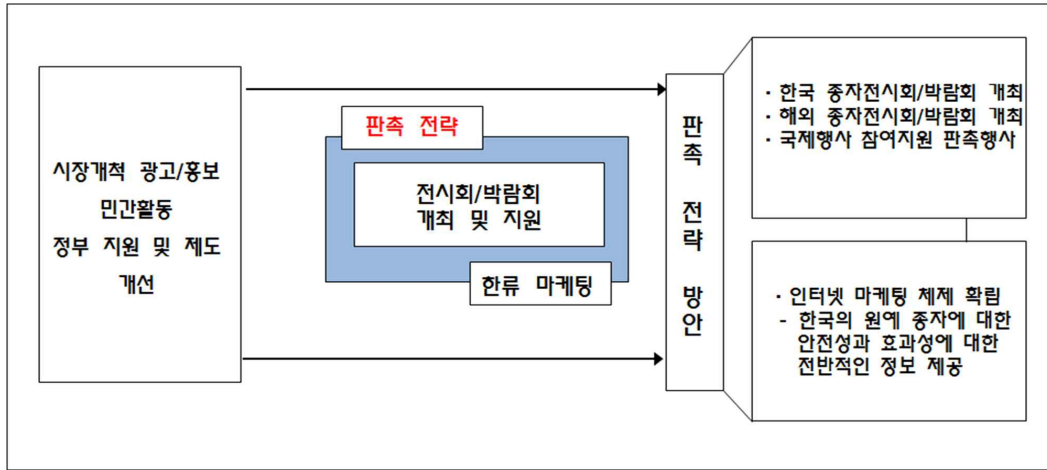 시장개척 광고/홍보
민간활동
정부 지원 및 제도
개선
판촉 전략
전시회/박람회
개최 및 지원
한류 마케팅
판촉 전략 방안
· 한국 종자전시회/박람회 개최
· 해외 종자전시회/박람회 개최
· 국제행사 참여지원 판촉행사
· 인터넷 마케팅 체제 확립
- 한국의 원예 종자에 대한
안전성과 효과성에 대한
전반적인 정보 제공